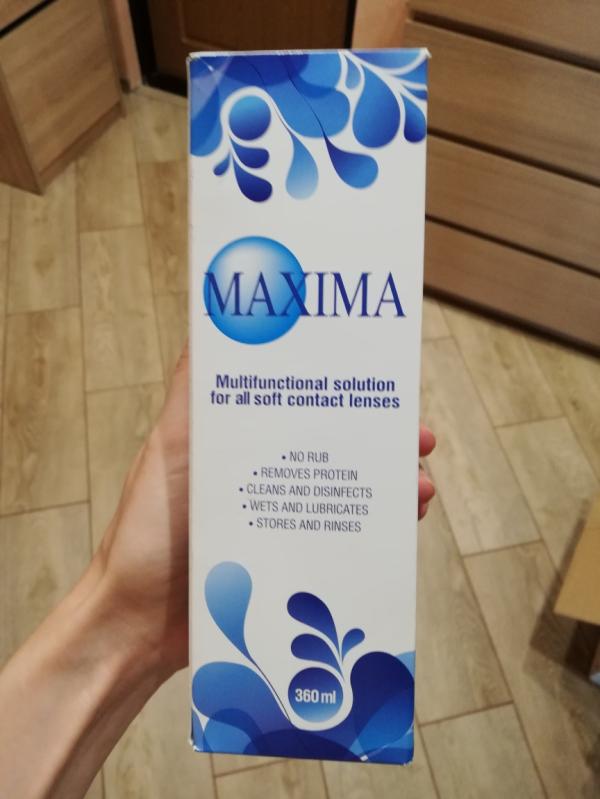 MAXIMA
Multifunctional solution
for all soft contact lenses
• NO RUB
• REMOVES PROTEIN
• CLEANS AND DISINFECTS
• WETS AND LUBRICATES
• STORES AND RINSES
360 ml